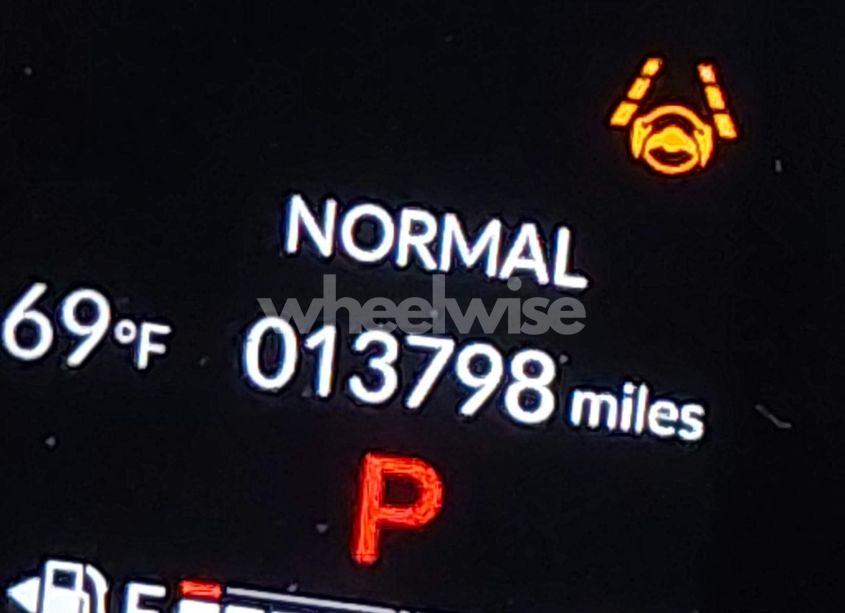 NORMAL
wheelwise
69°F 013798 miles
P
E